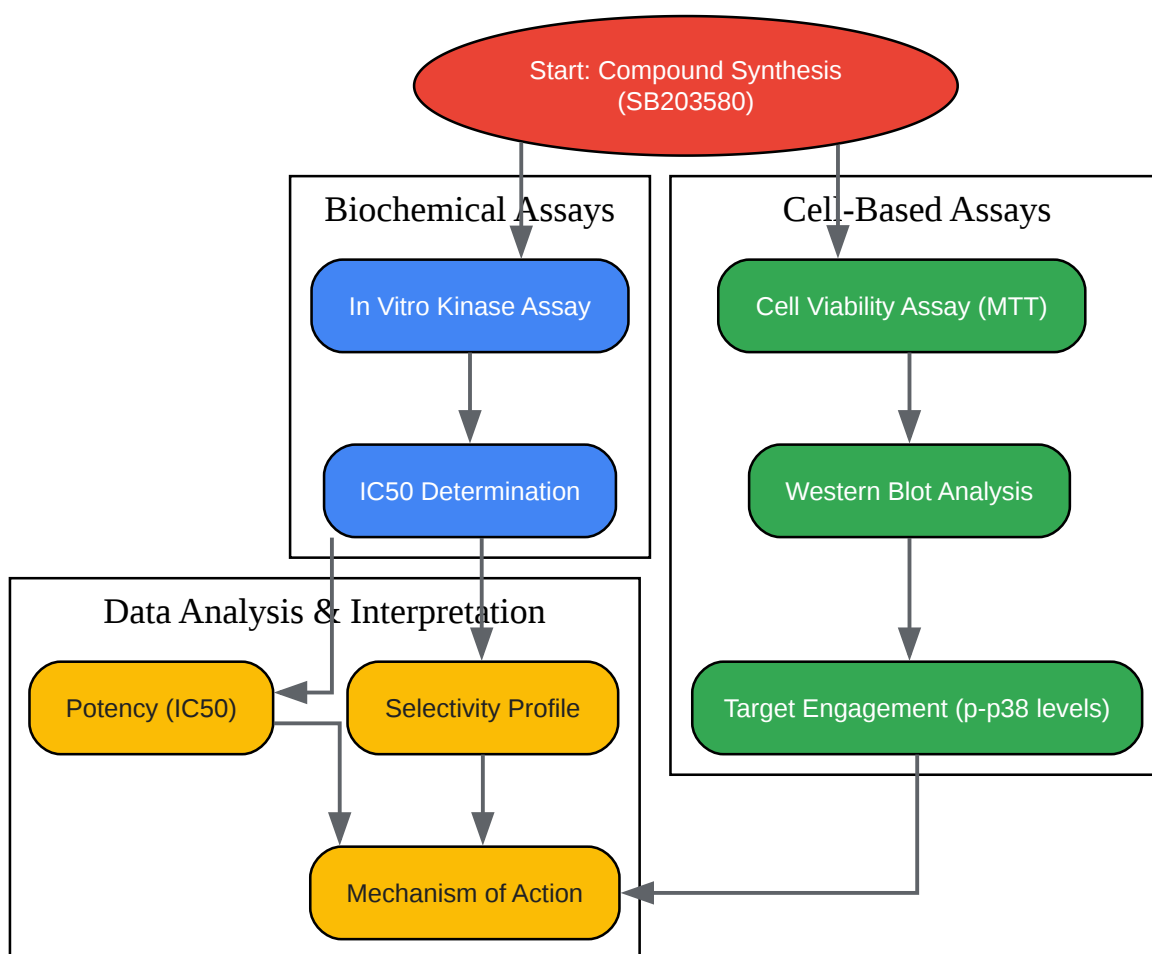 Start: Compound Synthesis
(SB203580)
Biochemical Assays
Cell-Based Assays
In Vitro Kinase Assay
Cell Viability Assay (MTT)
IC50 Determination
Western Blot Analysis
Data Analysis & Interpretation
Potency (IC50)
Selectivity Profile
Target Engagement (p-p38 levels)
Mechanism of Action